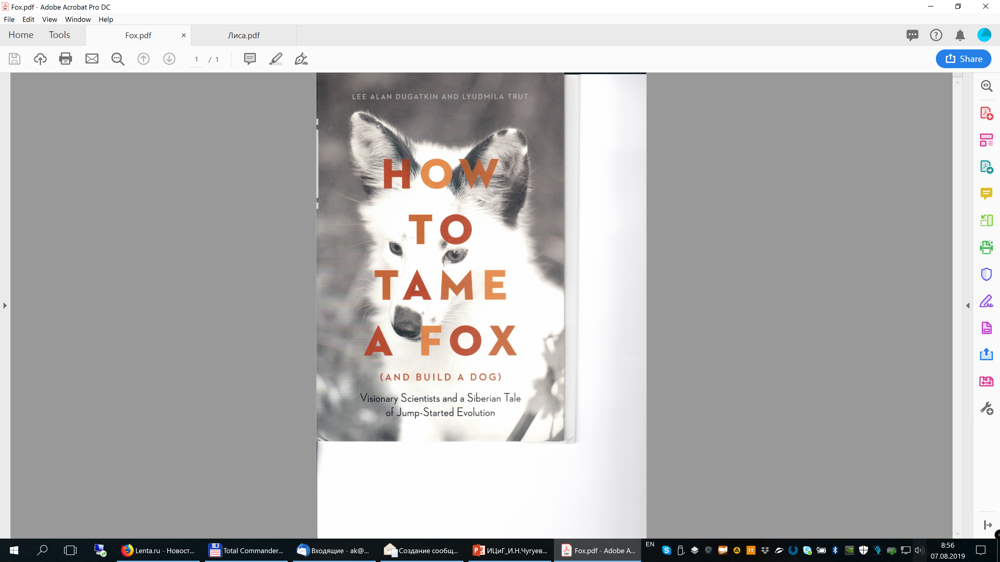 Fox.pdf - Adobe Acrobat Pro DC
File Edit View Window Help
Home Tools Fox.pdf Лиса.pdf
1 / 1
Share
LEE ALAN DUGATKIN AND LYUDMILA TRUT
HOW
TO
TAME
A FOX
(AND BUILD A DOG)
Visionary Scientists and a Siberian Tale
of Jump-Started Evolution
Lenta.ru - Новост... Total Commander... Входящие - ak@... Создание сообщ... ИЦиГ_И.Н.Чугуев... Fox.pdf - Adobe A... EN
8:56
07.08.2019